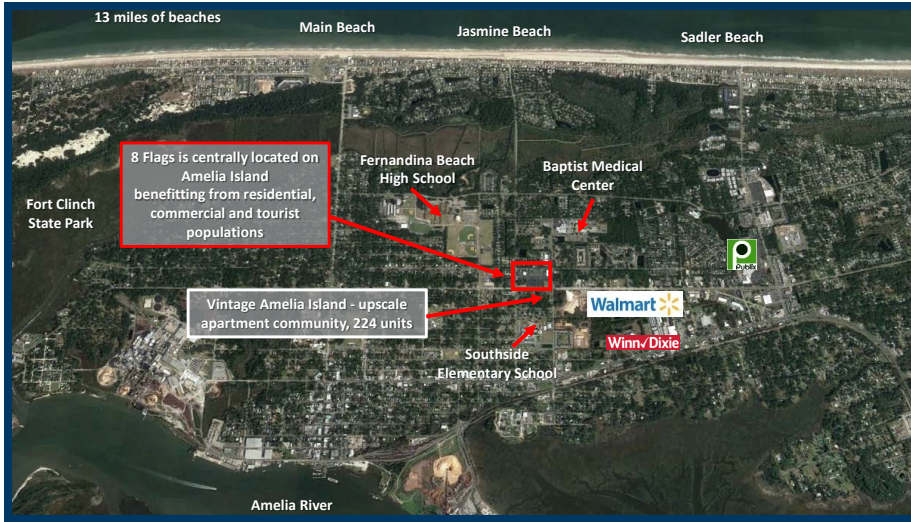 13 miles of beaches
Main Beach
Jasmine Beach
Sadler Beach
8 Flags is centrally located on
Amelia Island
benefitting from residential,
commercial and tourist
populations
Fernandina Beach
High School
Baptist Medical
Center
Fort Clinch
State Park
p
Publix
Vintage Amelia Island - upscale
apartment community, 224 units
Walmart
Winn✓Dixie
Southside
Elementary School
Amelia River